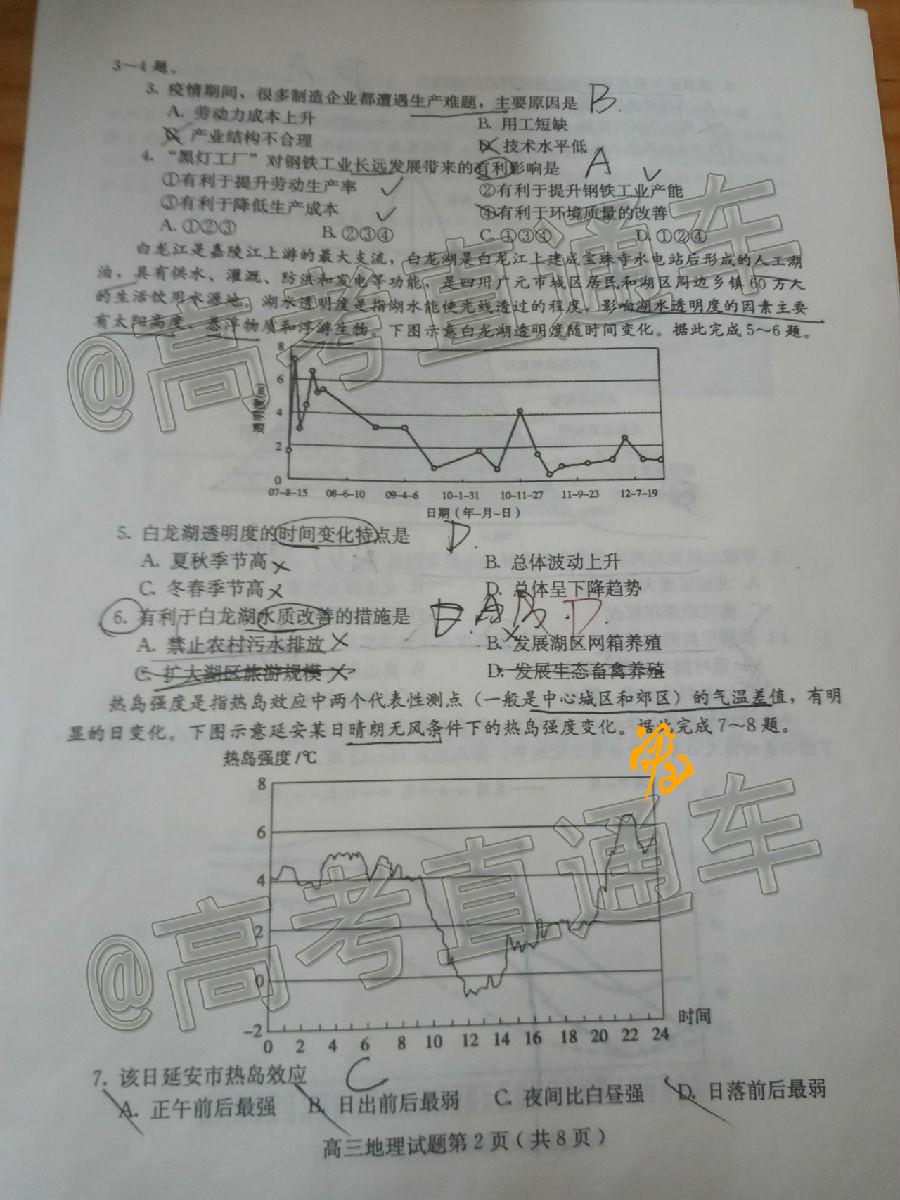 3～4题。
3. 疫情期间，很多制造企业都遭遇生产难题，主要原因是 B
A. 劳动力成本上升 B. 用工短缺
C. 产业结构不合理 D. 技术水平低
4. “黑灯工厂”对钢铁工业长远发展带来的有利影响是 A
①有利于提升劳动生产率 ②有利于提升钢铁工业产能
③有利于降低生产成本 ④有利于环境质量的改善
A. ①②③ B. ②③④ C. ①③④ D. ①②④
白龙江是嘉陵江上游的最大支流，白龙湖是白龙江上建成宝珠寺水电站后形成的人工湖
泊，具有供水、灌溉、防洪和发电等功能，是四川广元市城区居民和湖区周边乡镇60万人
的生活饮用水源地。湖水透明度是指湖水能使光线透过的程度，影响湖水透明度的因素主要
有太阳高度、悬浮物质和浮游生物。下图示意白龙湖透明度随时间变化。据此完成5～6题。
8
6
4
2
0
透明度(m)
07-8-15 08-6-10 09-4-6 10-1-31 10-11-27 11-9-23 12-7-19
日期（年-月-日）
5. 白龙湖透明度的时间变化特点是 D
A. 夏秋季节高 B. 总体波动上升
C. 冬春季节高 D. 总体呈下降趋势
6. 有利于白龙湖水质改善的措施是 D
A. 禁止农村污水排放 B. 发展湖区网箱养殖
C. 扩大湖区旅游规模 D. 发展生态畜禽养殖
热岛强度是指热岛效应中两个代表性测点（一般是中心城区和郊区）的气温差值，有明
显的日变化。下图示意延安某日晴朗无风条件下的热岛强度变化。据此完成7～8题。
热岛强度/℃
8
6
4
2
0
-2
0 2 4 6 8 10 12 14 16 18 20 22 24 时间
7. 该日延安市热岛效应 C
A. 正午前后最强 B. 日出前后最弱 C. 夜间比白昼强 D. 日落前后最弱
高三地理试题第2页（共8页）
@高考直通车
@高考直通车